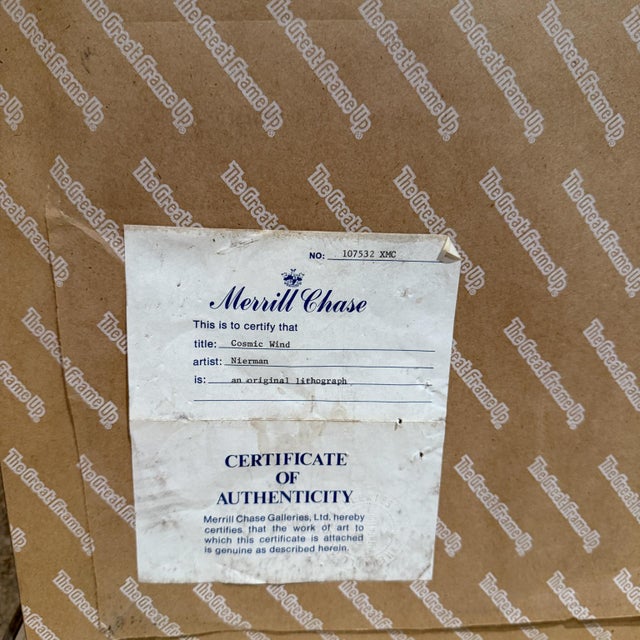 The Great Frame Up®
NO: 107532 XMC
Merrill Chase
This is to certify that
title: Cosmic Wind
artist: Nierman
is: an original lithograph
CERTIFICATE
OF
AUTHENTICITY
Merrill Chase Galleries, Ltd. hereby
certifies that the work of art to
which this certificate is attached
is genuine as described herein.